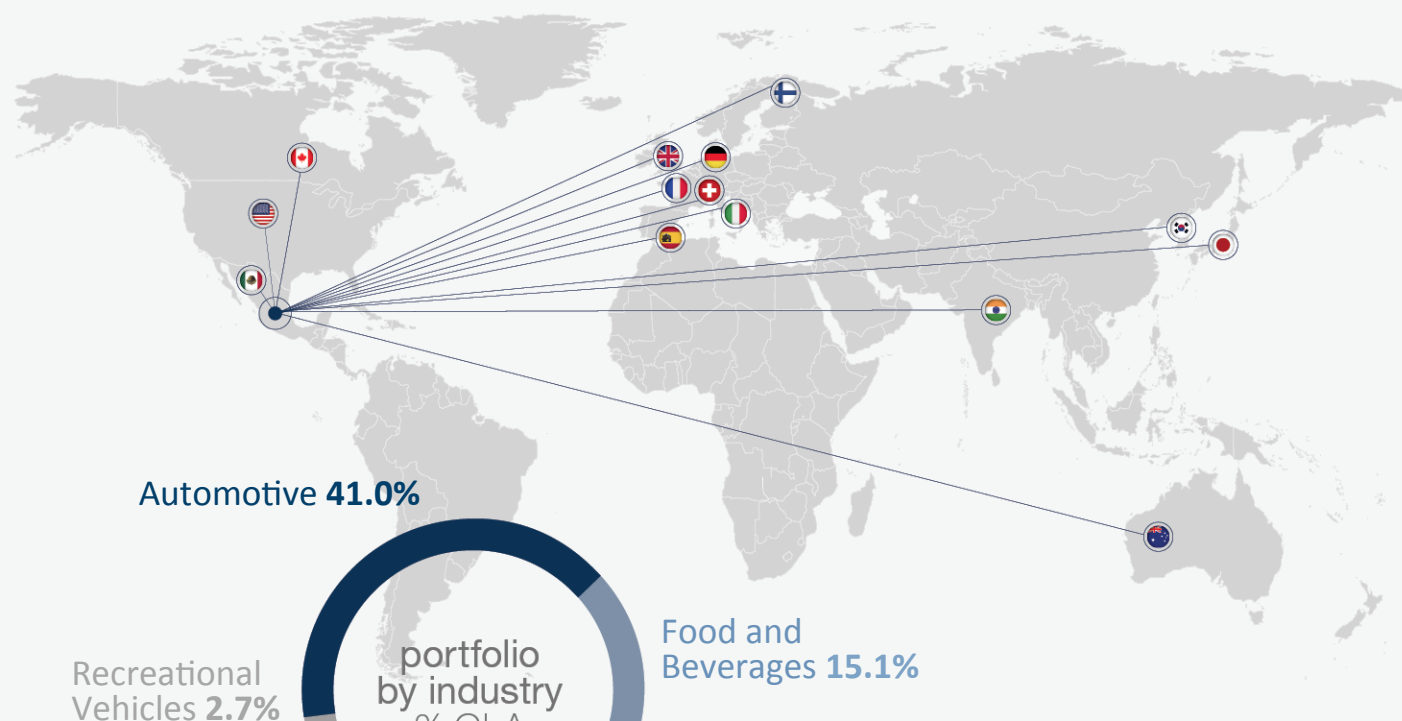 Automotive 41.0%
Food and
Beverages 15.1%
portfolio
by industry
Recreational
Vehicles 2.7%